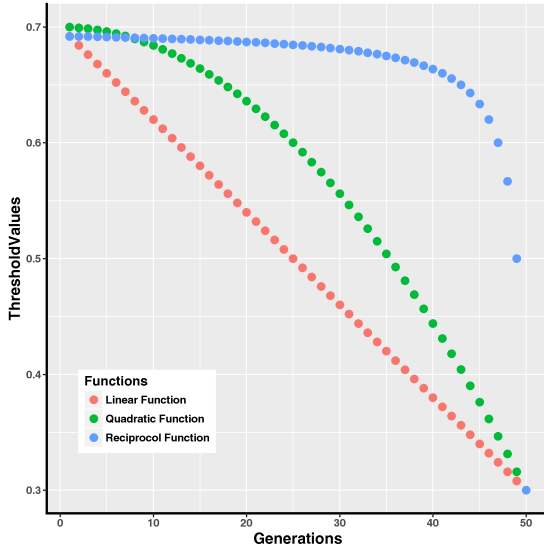 0.7
0.6
0.5
0.4
0.3
ThresholdValues
Functions
Linear Function
Quadratic Function
Reciprocol Function
0 10 20 30 40 50
Generations